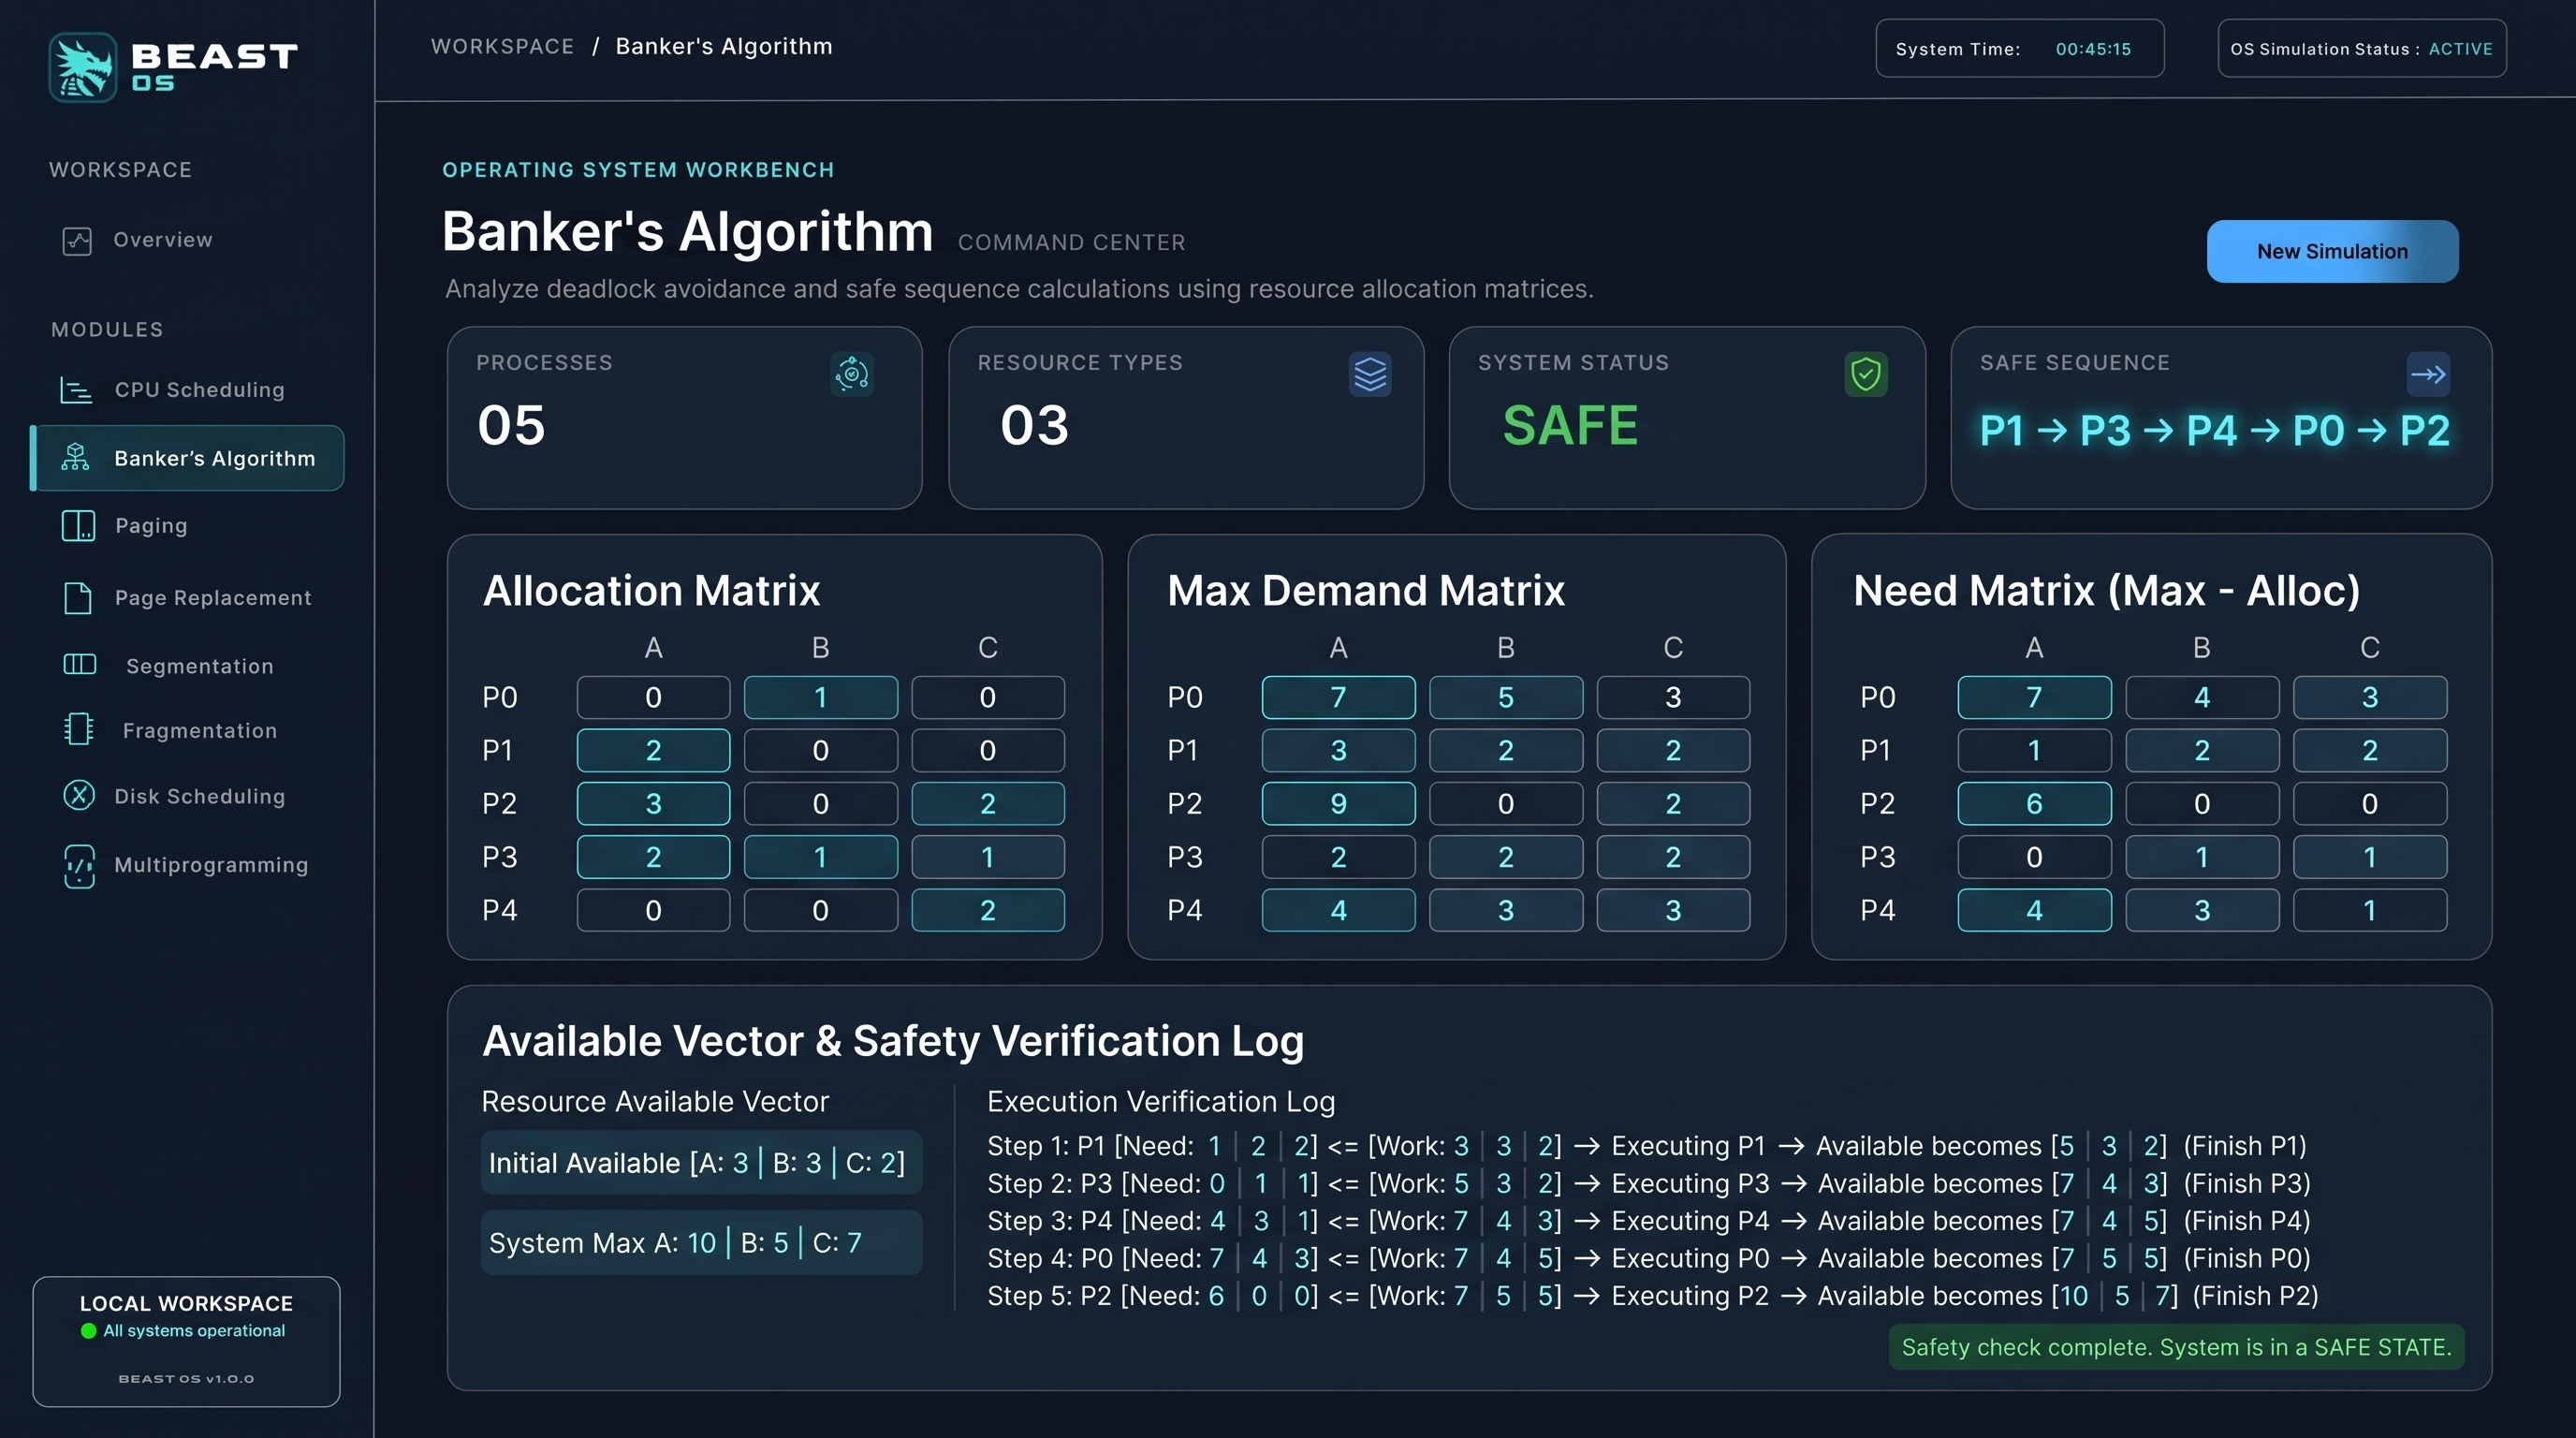 BEAST
OS
WORKSPACE
Overview
MODULES
CPU Scheduling
Banker’s Algorithm
Paging
Page Replacement
Segmentation
Fragmentation
Disk Scheduling
Multiprogramming
LOCAL WORKSPACE
All systems operational
BEAST OS v1.0.0
WORKSPACE / Banker's Algorithm
System Time: 00:45:15
OS Simulation Status : ACTIVE
OPERATING SYSTEM WORKBENCH
Banker's Algorithm COMMAND CENTER
Analyze deadlock avoidance and safe sequence calculations using resource allocation matrices.
New Simulation
PROCESSES
05
RESOURCE TYPES
03
SYSTEM STATUS
SAFE
SAFE SEQUENCE
P1 → P3 → P4 → P0 → P2
Allocation Matrix
A B C
P0 0 1 0
P1 2 0 0
P2 3 0 2
P3 2 1 1
P4 0 0 2
Max Demand Matrix
A B C
P0 7 5 3
P1 3 2 2
P2 9 0 2
P3 2 2 2
P4 4 3 3
Need Matrix (Max - Alloc)
A B C
P0 7 4 3
P1 1 2 2
P2 6 0 0
P3 0 1 1
P4 4 3 1
Available Vector & Safety Verification Log
Resource Available Vector
Initial Available [A: 3 | B: 3 | C: 2]
System Max A: 10 | B: 5 | C: 7
Execution Verification Log
Step 1: P1 [Need: 1 | 2 | 2] <= [Work: 3 | 3 | 2] → Executing P1 → Available becomes [5 | 3 | 2] (Finish P1)
Step 2: P3 [Need: 0 | 1 | 1] <= [Work: 5 | 3 | 2] → Executing P3 → Available becomes [7 | 4 | 3] (Finish P3)
Step 3: P4 [Need: 4 | 3 | 1] <= [Work: 7 | 4 | 3] → Executing P4 → Available becomes [7 | 4 | 5] (Finish P4)
Step 4: P0 [Need: 7 | 4 | 3] <= [Work: 7 | 4 | 5] → Executing P0 → Available becomes [7 | 5 | 5] (Finish P0)
Step 5: P2 [Need: 6 | 0 | 0] <= [Work: 7 | 5 | 5] → Executing P2 → Available becomes [10 | 5 | 7] (Finish P2)
Safety check complete. System is in a SAFE STATE.